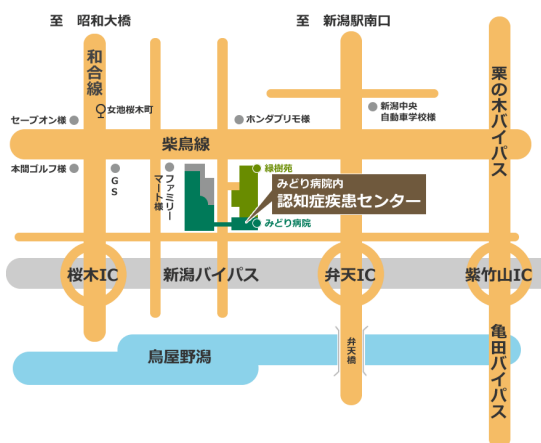 至 昭和大橋
至 新潟駅南口
和合線
栗の木バイパス
女池桜木町
セーブオン様
ホンダプリモ様
新潟中央
自動車学校様
柴鳥線
本間ゴルフ様
GS
ファミリー
マート様
緑樹苑
みどり病院内
認知症疾患センター
みどり病院
桜木IC
新潟バイパス
弁天IC
紫竹山IC
弁天橋
鳥屋野潟
亀田バイパス